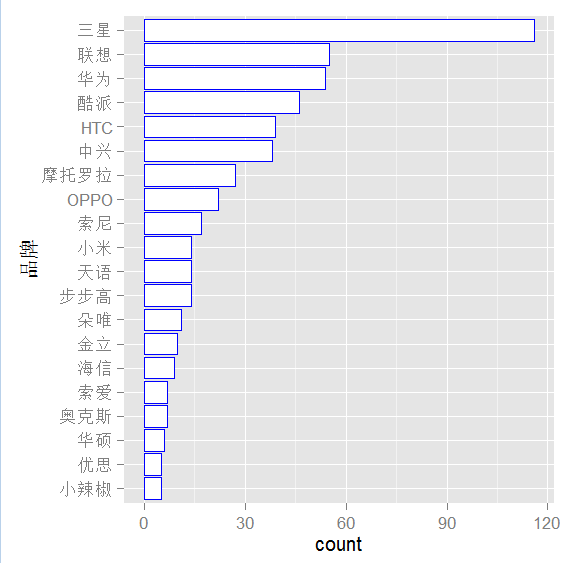 三星
联想
华为
酷派
HTC
中兴
摩托罗拉
OPPO
索尼
小米
天语
步步高
朵唯
金立
海信
索爱
奥克斯
华硕
优思
小辣椒
品牌
0 30 60 90 120
count